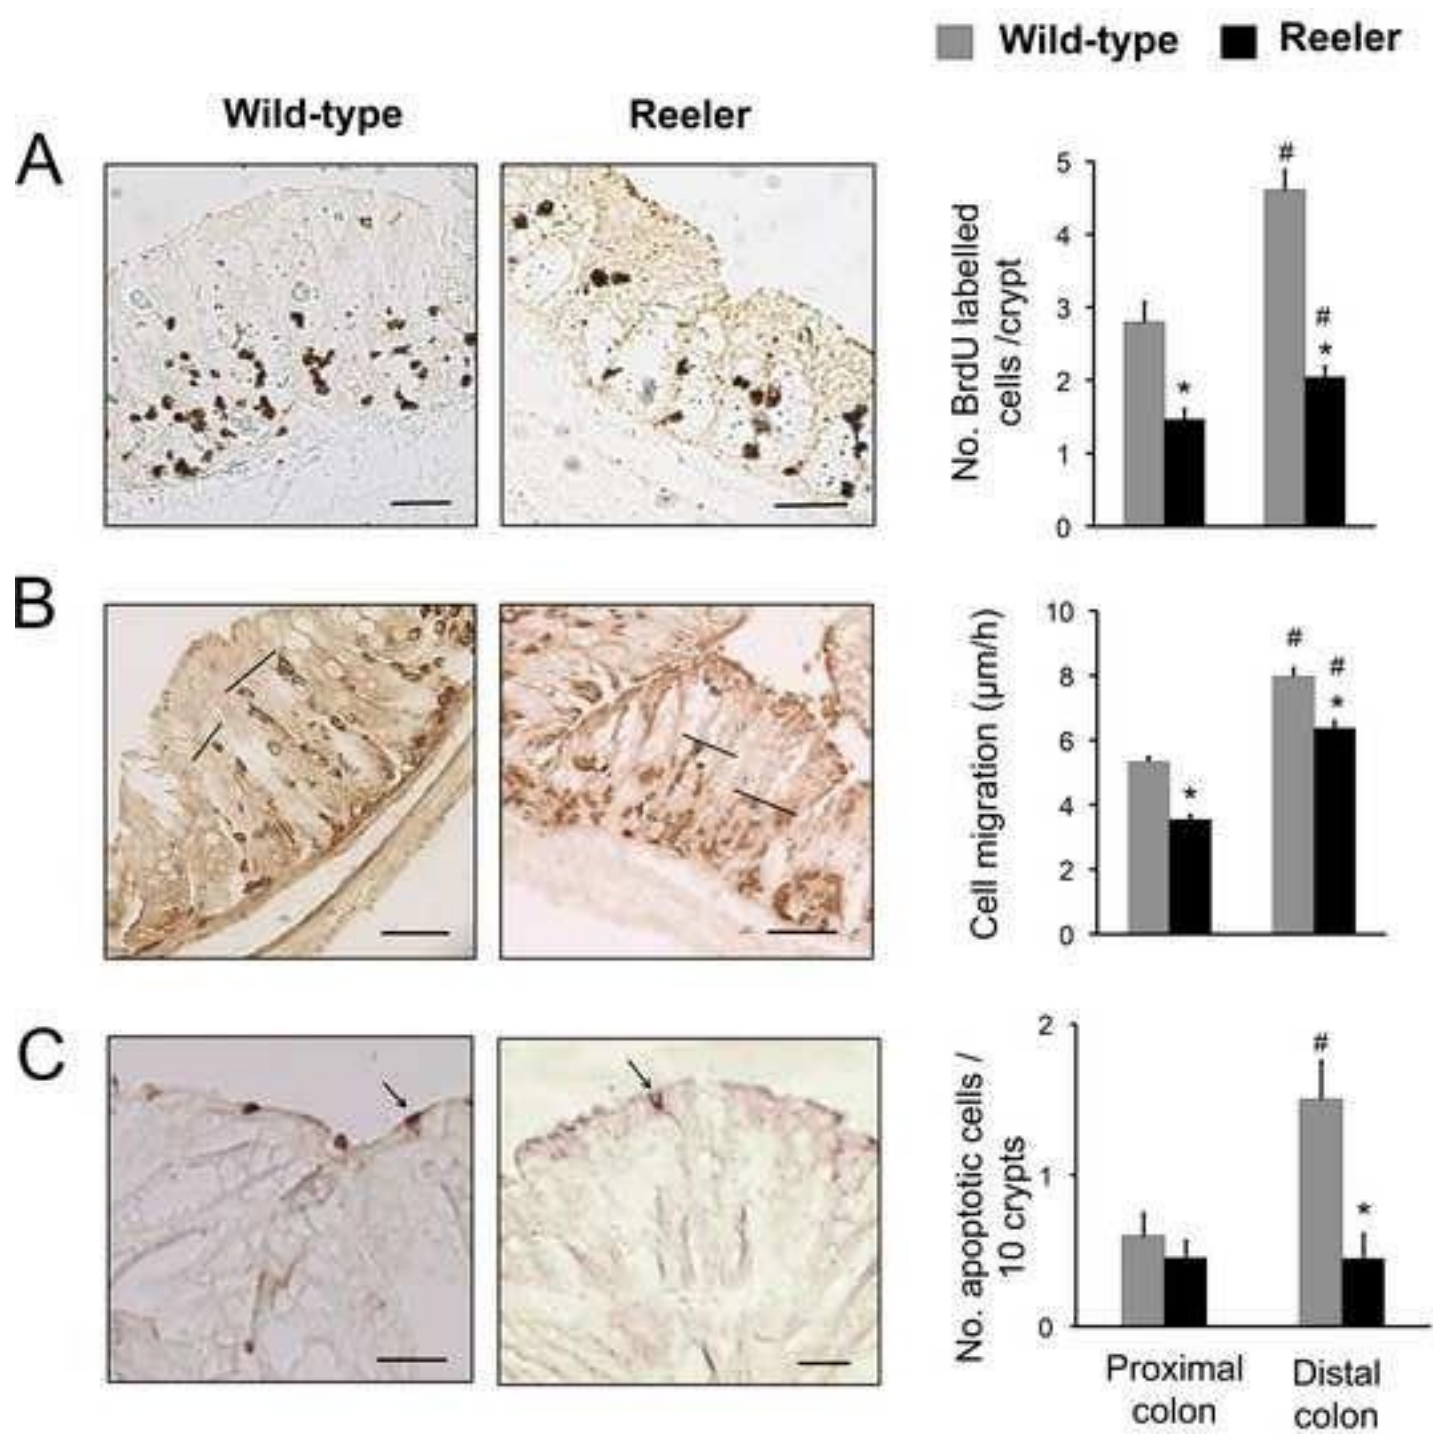 Wild-type Reeler
Wild-type Reeler
A
No. BrdU labelled
cells /crypt
5
4
3
2
1
0
#
*
#
*
B
Cell migration (µm/h)
10
8
6
4
2
0
*
#
#
*
C
No. apoptotic cells /
10 crypts
2
1
0
#
*
Proximal
colon
Distal
colon